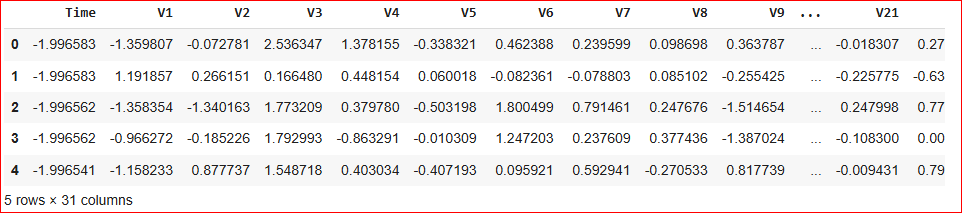 Time V1 V2 V3 V4 V5 V6 V7 V8 V9 ... V21
0 -1.996583 -1.359807 -0.072781 2.536347 1.378155 -0.338321 0.462388 0.239599 0.098698 0.363787 ... -0.018307 0.27
1 -1.996583 1.191857 0.266151 0.166480 0.448154 0.060018 -0.082361 -0.078803 0.085102 -0.255425 ... -0.225775 -0.63
2 -1.996562 -1.358354 -1.340163 1.773209 0.379780 -0.503198 1.800499 0.791461 0.247676 -1.514654 ... 0.247998 0.77
3 -1.996562 -0.966272 -0.185226 1.792993 -0.863291 -0.010309 1.247203 0.237609 0.377436 -1.387024 ... -0.108300 0.00
4 -1.996541 -1.158233 0.877737 1.548718 0.403034 -0.407193 0.095921 0.592941 -0.270533 0.817739 ... -0.009431 0.79
5 rows × 31 columns